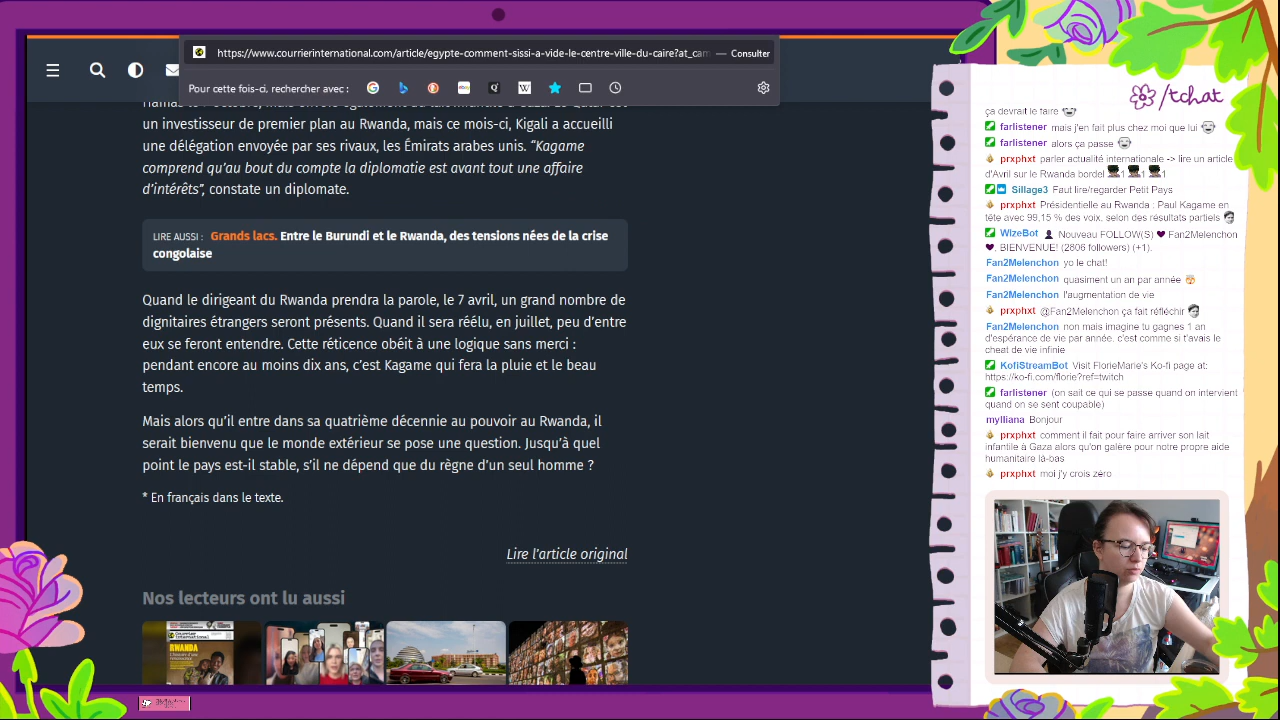 https://www.courrierinternational.com/article/egypte-comment-sissi-a-vide-le-centre-ville-du-caire?at_cam — Consulter
Pour cette fois, rechercher avec :
un investisseur de premier plan au Rwanda, mais ce mois-ci, Kigali a accueilli
une délégation envoyée par ses rivaux, les Émirats arabes unis. “Kagame
comprend qu’au bout du compte la diplomatie est avant tout une affaire
d’intérêts”, constate un diplomate.
LIRE AUSSI : Grands lacs. Entre le Burundi et le Rwanda, des tensions nées de la crise
congolaise
Quand le dirigeant du Rwanda prendra la parole, le 7 avril, un grand nombre de
dignitaires étrangers seront présents. Quand il sera réélu, en juillet, peu d’entre
eux se feront entendre. Cette réticence obéit à une logique sans merci :
pendant encore au moins dix ans, c’est Kagame qui fera la pluie et le beau
temps.
Mais alors qu’il entre dans sa quatrième décennie au pouvoir au Rwanda, il
serait bienvenu que le monde extérieur se pose une question. Jusqu’à quel
point le pays est-il stable, s’il ne dépend que du règne d’un seul homme ?
* En français dans le texte.
Lire l’article original
Nos lecteurs ont lu aussi
Courrier international
RWANDA
/tchat
ça devrait le faire
farlistener mais j'en fait plus chez moi que lui
farlistener alors ça passe
prxphxt parler actualité internationale -> lire un article
d'Avril sur le Rwanda bordel 1 1 1
Sillage3 Faut lire/regarder Petit Pays
prxphxt Présidentielle au Rwanda : Paul Kagame en
tête avec 99,15 % des voix, selon des résultats partiels
WizeBot Nouveau FOLLOW(S) Fan2Melenchon
, BIENVENUE! (2806 followers) (+1).
Fan2Melenchon yo le chat!
Fan2Melenchon quasiment un an par année
Fan2Melenchon l'augmentation de vie
prxphxt @Fan2Melenchon ça fait réfléchir
Fan2Melenchon non mais imagine tu gagnes 1 an
d'espérance de vie par année. c'est comme si t'avais le
cheat de vie infinie
KofiStreamBot Visit FlorieMarie's Ko-fi page at:
https://ko-fi.com/florie?ref=twitch
farlistener (on sait ce qui se passe quand on intervient
quand on se sent coupable)
mylliana Bonjour
prxphxt comment il fait pour faire arriver son lait
infantile à Gaza alors qu'on galère pour notre propre aide
humanitaire là-bas
prxphxt moi j'y crois zéro